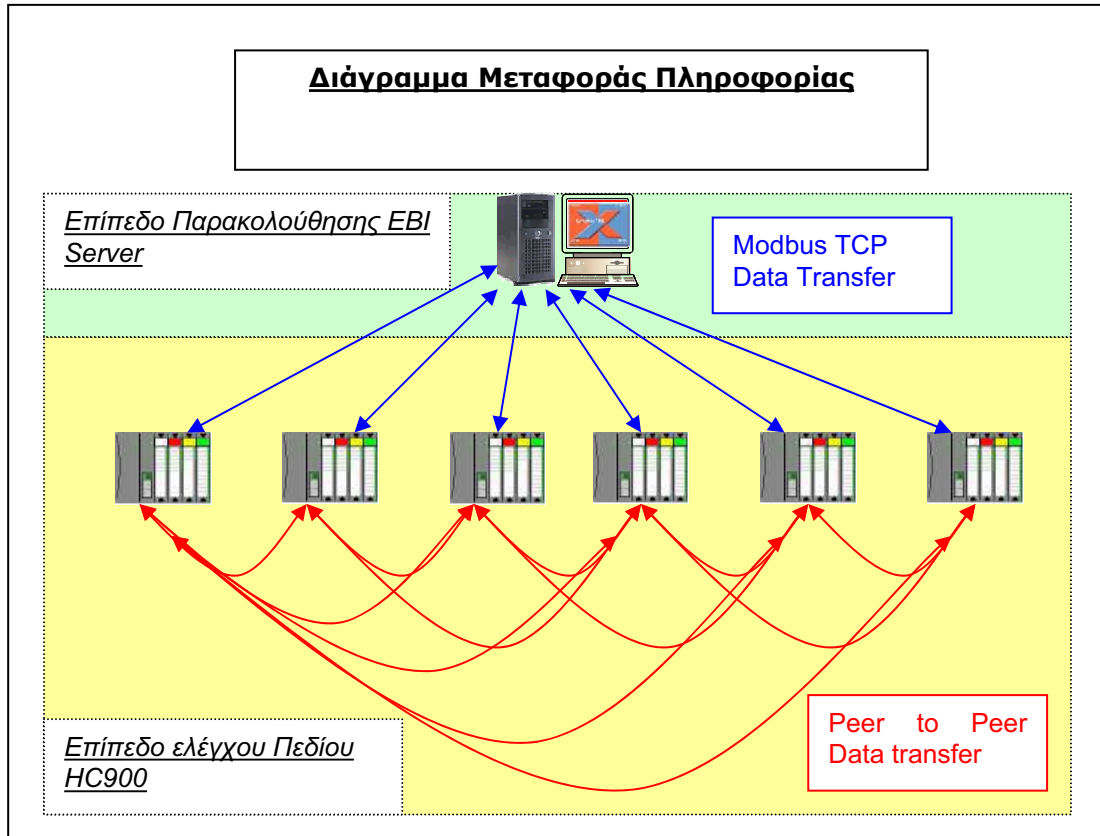 Διάγραμμα Μεταφοράς Πληροφορίας
Επίπεδο Παρακολούθησης EBI
Server
Modbus TCP
Data Transfer
Επίπεδο ελέγχου Πεδίου
HC900
Peer to Peer
Data transfer